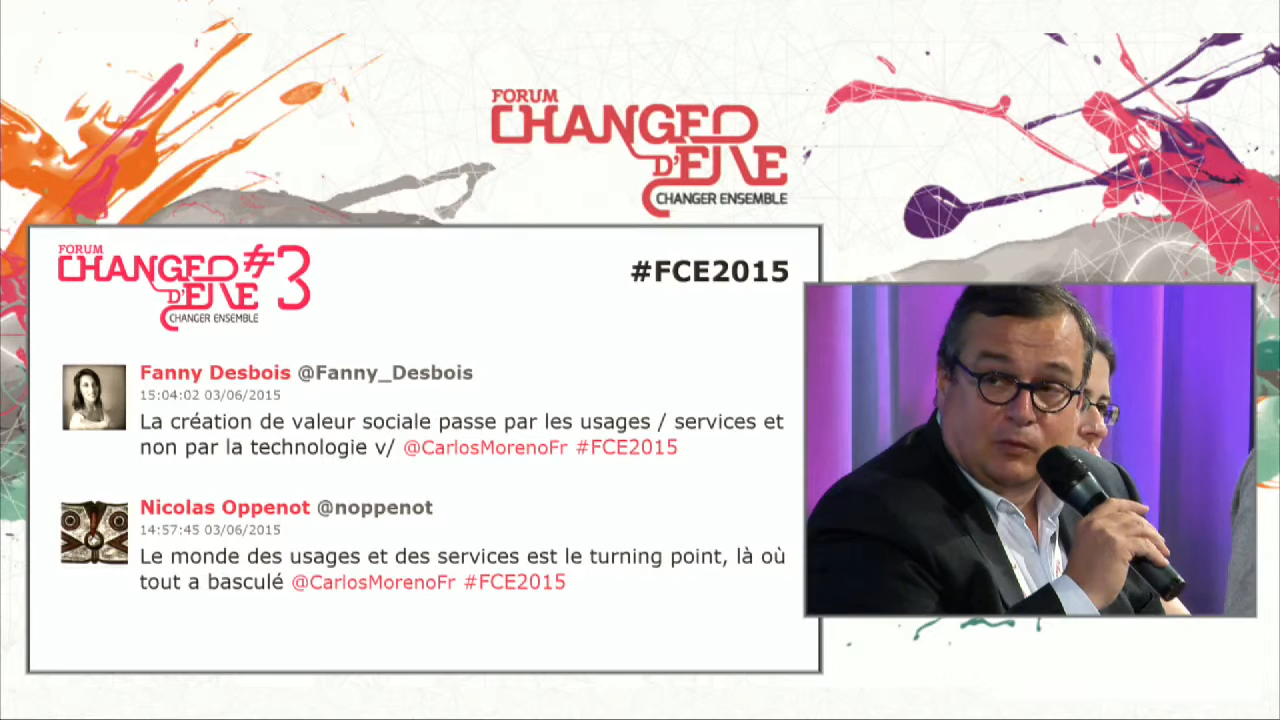 FORUM
CHANGER
D'ERE
CHANGER ENSEMBLE
FORUM
CHANGER #3
D'ERE
CHANGER ENSEMBLE
#FCE2015
Fanny Desbois @Fanny_Desbois
15:04:02 03/06/2015
La création de valeur sociale passe par les usages / services et
non par la technologie v/ @CarlosMorenoFr #FCE2015
Nicolas Oppenot @noppenot
14:57:45 03/06/2015
Le monde des usages et des services est le turning point, là où
tout a basculé @CarlosMorenoFr #FCE2015